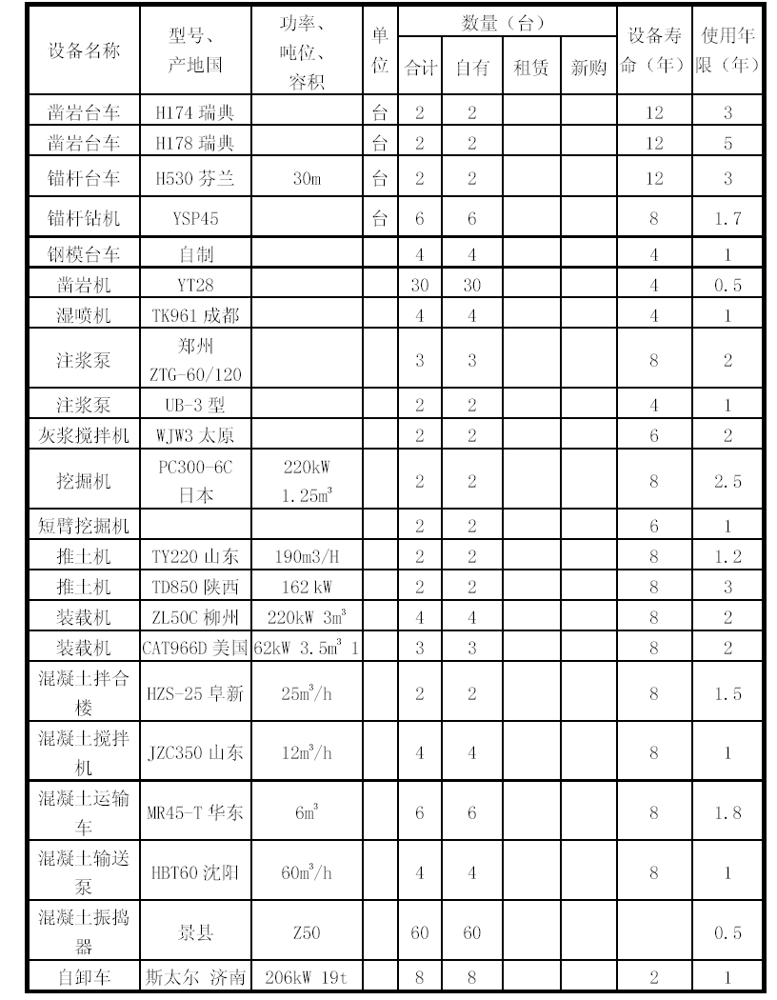 设备名称 型号、产地国 功率、吨位、容积 单位 数量（台） 设备寿命（年） 使用年限（年）
合计 自有 租赁 新购
凿岩台车 H174 瑞典 台 2 2 12 3
凿岩台车 H178 瑞典 台 2 2 12 5
锚杆台车 H530 芬兰 30m 台 2 2 12 3
锚杆钻机 YSP45 台 6 6 8 1.7
钢模台车 自制 4 4 4 1
凿岩机 YT28 30 30 4 0.5
湿喷机 TK961 成都 4 4 4 1
注浆泵 郑州 ZTG-60/120 3 3 8 2
注浆泵 UB-3 型 2 2 4 1
灰浆搅拌机 WJW3 太原 2 2 6 2
挖掘机 PC300-6C 日本 220kW 1.25m³ 2 2 8 2.5
短臂挖掘机 2 2 6 1
推土机 TY220 山东 190m3/H 2 2 8 1.2
推土机 TD850 陕西 162 kW 2 2 8 3
装载机 ZL50C 柳州 220kW 3m³ 4 4 8 2
装载机 CAT966D 美国 62kW 3.5m³ 1 3 3 8 2
混凝土拌合楼 HZS-25 阜新 25m³/h 2 2 8 1.5
混凝土搅拌机 JZC350 山东 12m³/h 4 4 8 1
混凝土运输车 MR45-T 华东 6m³ 6 6 8 1.8
混凝土输送泵 HBT60 沈阳 60m³/h 4 4 8 1
混凝土振捣器 景县 Z50 60 60 0.5
自卸车 斯太尔 济南 206kW 19t 8 8 2 1